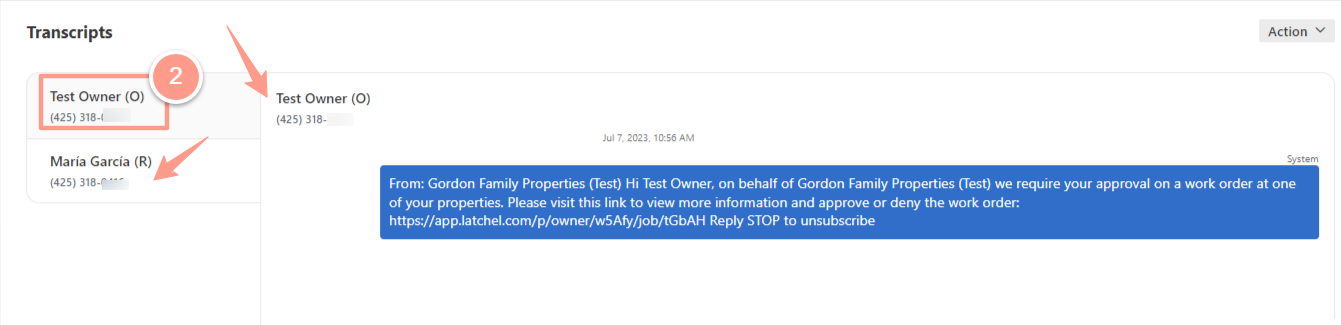 Transcripts
Action
2
Test Owner (O)
(425) 318-
María García (R)
(425) 318-
Test Owner (O)
(425) 318-
Jul 7, 2023, 10:56 AM
System
From: Gordon Family Properties (Test) Hi Test Owner, on behalf of Gordon Family Properties (Test) we require your approval on a work order at one
of your properties. Please visit this link to view more information and approve or deny the work order:
https://app.latchel.com/p/owner/w5Afy/job/tGbAH Reply STOP to unsubscribe